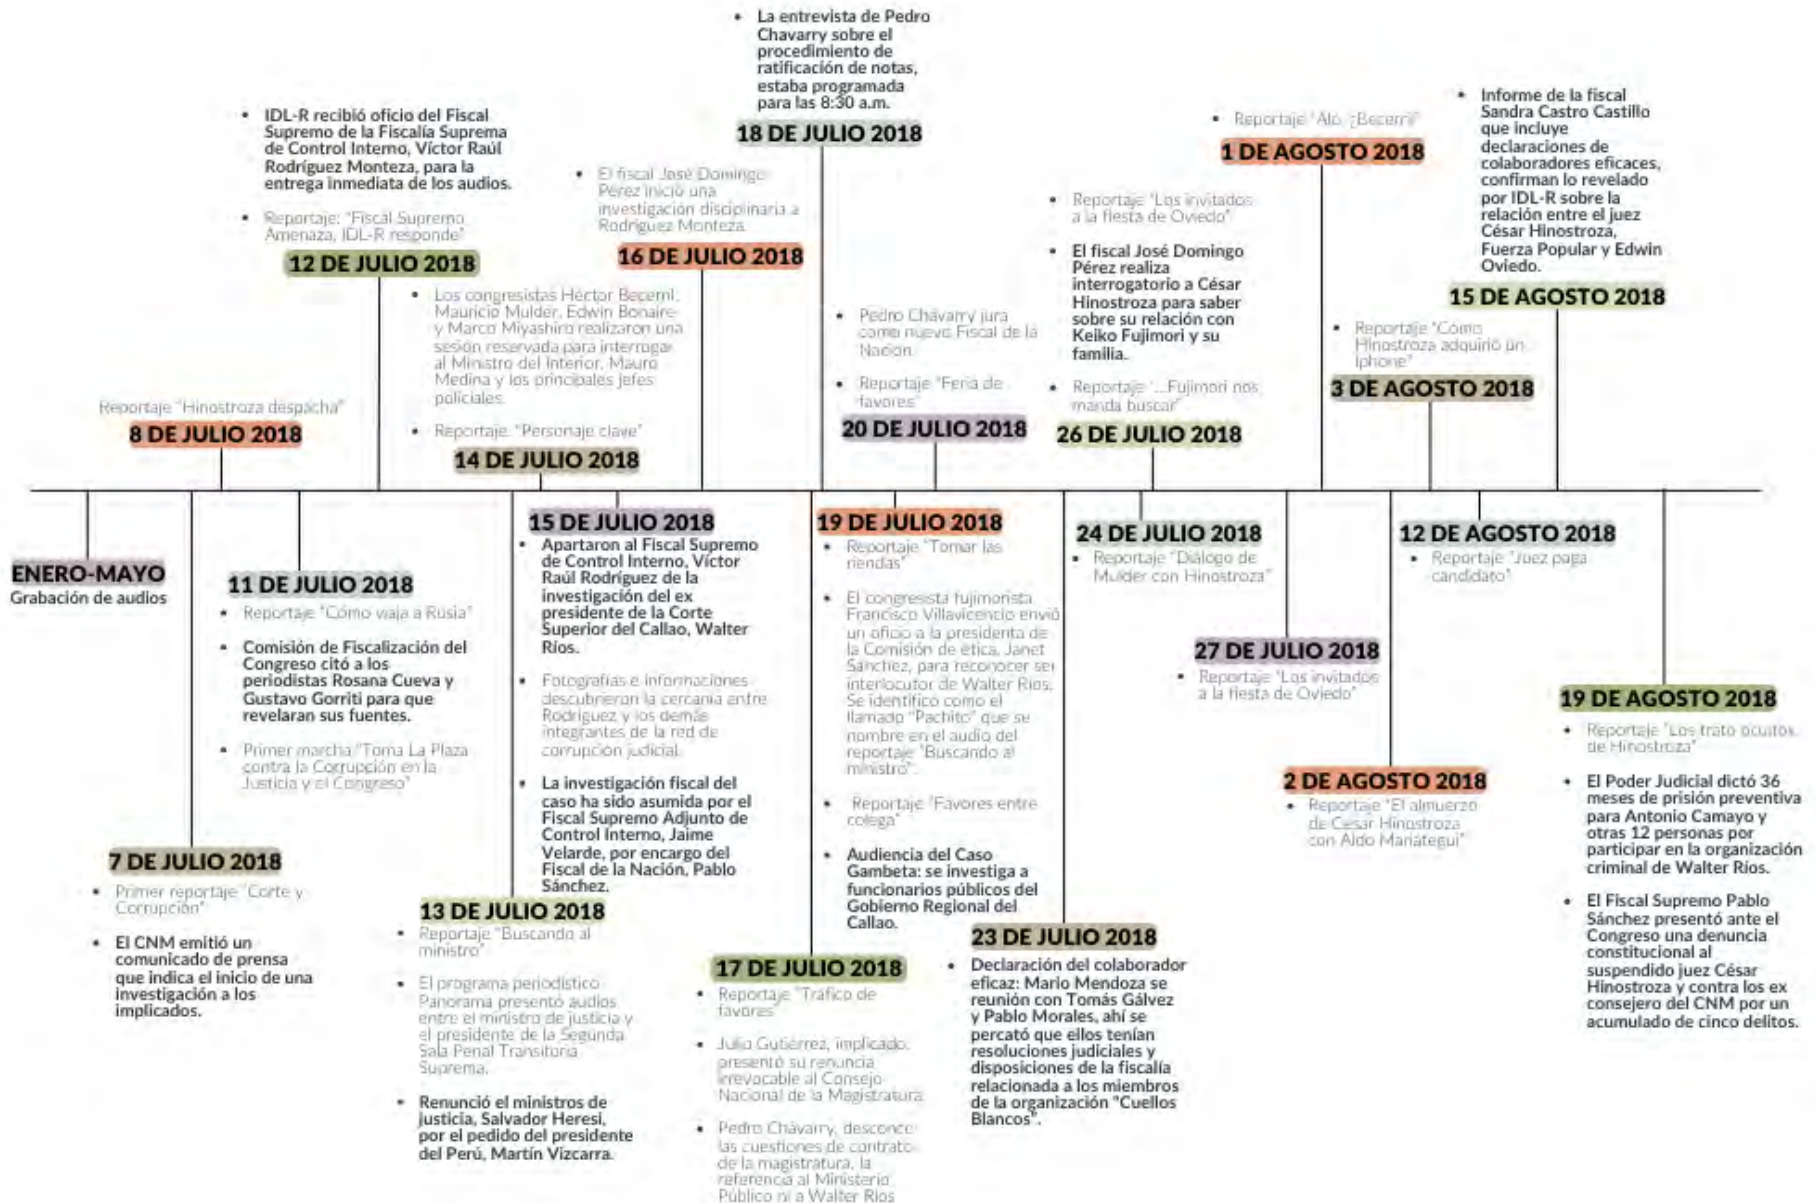 ENERO-MAYO
Grabación de audios
7 DE JULIO 2018
• Primer reportaje "Corte y
Corrupción"
• El CNM emitió un
comunicado de prensa
que indica el inicio de una
investigación a los
implicados.
Reportaje "Hinostroza despacha"
8 DE JULIO 2018
11 DE JULIO 2018
• Reportaje "Cómo viaja a Rusia"
• Comisión de Fiscalización del
Congreso citó a los
periodistas Rosana Cueva y
Gustavo Gorriti para que
revelaran sus fuentes.
• Primer marcha "Toma La Plaza
contra la Corrupción en la
Justicia y el Congreso"
• IDL-R recibió oficio del Fiscal
Supremo de la Fiscalía Suprema
de Control Interno, Víctor Raúl
Rodríguez Monteza, para la
entrega inmediata de los audios.
• Reportaje: "Fiscal Supremo
Amenaza, IDL-R responde"
12 DE JULIO 2018
13 DE JULIO 2018
• Reportaje "Buscando al
ministro"
• El programa periodístico
Panorama presentó audios
entre el ministro de justicia y
el presidente de la Segunda
Sala Penal Transitoria
Suprema.
• Renunció el ministros de
justicia, Salvador Heresi,
por el pedido del presidente
del Perú, Martín Vizcarra.
• Los congresistas Héctor Becerril,
Mauricio Mulder, Edwin Bonaire
y Marco Miyashiro realizaron una
sesión reservada para interrogar
al Ministro del Interior, Mauro
Medina y los principales jefes
policiales.
• Reportaje: "Personaje clave"
14 DE JULIO 2018
15 DE JULIO 2018
• Apartaron al Fiscal Supremo
de Control Interno, Víctor
Raúl Rodríguez de la
investigación del ex
presidente de la Corte
Superior del Callao, Walter
Ríos.
• Fotografías e informaciones
descubrieron la cercanía entre
Rodríguez y los demás
integrantes de la red de
corrupción judicial.
• La investigación fiscal del
caso ha sido asumida por el
Fiscal Supremo Adjunto de
Control Interno, Jaime
Velarde, por encargo del
Fiscal de la Nación, Pablo
Sánchez.
• El fiscal José Domingo
Pérez inició una
investigación disciplinaria a
Rodríguez Monteza.
16 DE JULIO 2018
17 DE JULIO 2018
• Reportaje "Tráfico de
favores"
• Julio Gutiérrez, implicado,
presentó su renuncia
irrevocable al Consejo
Nacional de la Magistratura
• Pedro Chávarry, desconce
las cuestiones de contrato
de la magistratura, la
referencia al Ministerio
Público ni a Walter Ríos
• La entrevista de Pedro
Chavarry sobre el
procedimiento de
ratificación de notas,
estaba programada
para las 8:30 a.m.
18 DE JULIO 2018
19 DE JULIO 2018
• Reportaje "Tomar las
riendas"
• El congresista fujimorista
Francisco Villavicencio envió
un oficio a la presidenta de
la Comisión de ética, Janet
Sánchez, para reconocer ser
interlocutor de Walter Ríos.
Se identificó como el
llamado "Pachito" que se
nombre en el audio del
reportaje "Buscando al
ministro".
• Reportaje "Favores entre
colega"
• Audiencia del Caso
Gambeta: se investiga a
funcionarios públicos del
Gobierno Regional del
Callao.
• Pedro Chávarry jura
como nuevo Fiscal de la
Nación.
• Reportaje "Feria de
favores"
20 DE JULIO 2018
23 DE JULIO 2018
• Declaración del colaborador
eficaz: Mario Mendoza se
reunión con Tomás Gálvez
y Pablo Morales, ahí se
percató que ellos tenían
resoluciones judiciales y
disposiciones de la fiscalía
relacionada a los miembros
de la organización "Cuellos
Blancos".
24 DE JULIO 2018
• Reportaje "Diálogo de
Mulder con Hinostroza"
• Reportaje "Los invitados
a la fiesta de Oviedo"
• El fiscal José Domingo
Pérez realiza
interrogatorio a César
Hinostroza para saber
sobre su relación con
Keiko Fujimori y su
familia.
• Reportaje "...Fujimori nos
manda buscar"
26 DE JULIO 2018
27 DE JULIO 2018
• Reportaje "Los invitados
a la fiesta de Oviedo"
• Reportaje "Aló, ¿Becerril"
1 DE AGOSTO 2018
2 DE AGOSTO 2018
• Reportaje "El almuerzo
de César Hinostroza
con Aldo Mariátegui"
• Reportaje "Cómo
Hinostroza adquirió un
Iphone"
3 DE AGOSTO 2018
12 DE AGOSTO 2018
• Reportaje "Juez paga
candidato"
• Informe de la fiscal
Sandra Castro Castillo
que incluye
declaraciones de
colaboradores eficaces,
confirman lo revelado
por IDL-R sobre la
relación entre el juez
César Hinostroza,
Fuerza Popular y Edwin
Oviedo.
15 DE AGOSTO 2018
19 DE AGOSTO 2018
• Reportaje "Los trato ocultos
de Hinostroza"
• El Poder Judicial dictó 36
meses de prisión preventiva
para Antonio Camayo y
otras 12 personas por
participar en la organización
criminal de Walter Ríos.
• El Fiscal Supremo Pablo
Sánchez presentó ante el
Congreso una denuncia
constitucional al
suspendido juez César
Hinostroza y contra los ex
consejero del CNM por un
acumulado de cinco delitos.